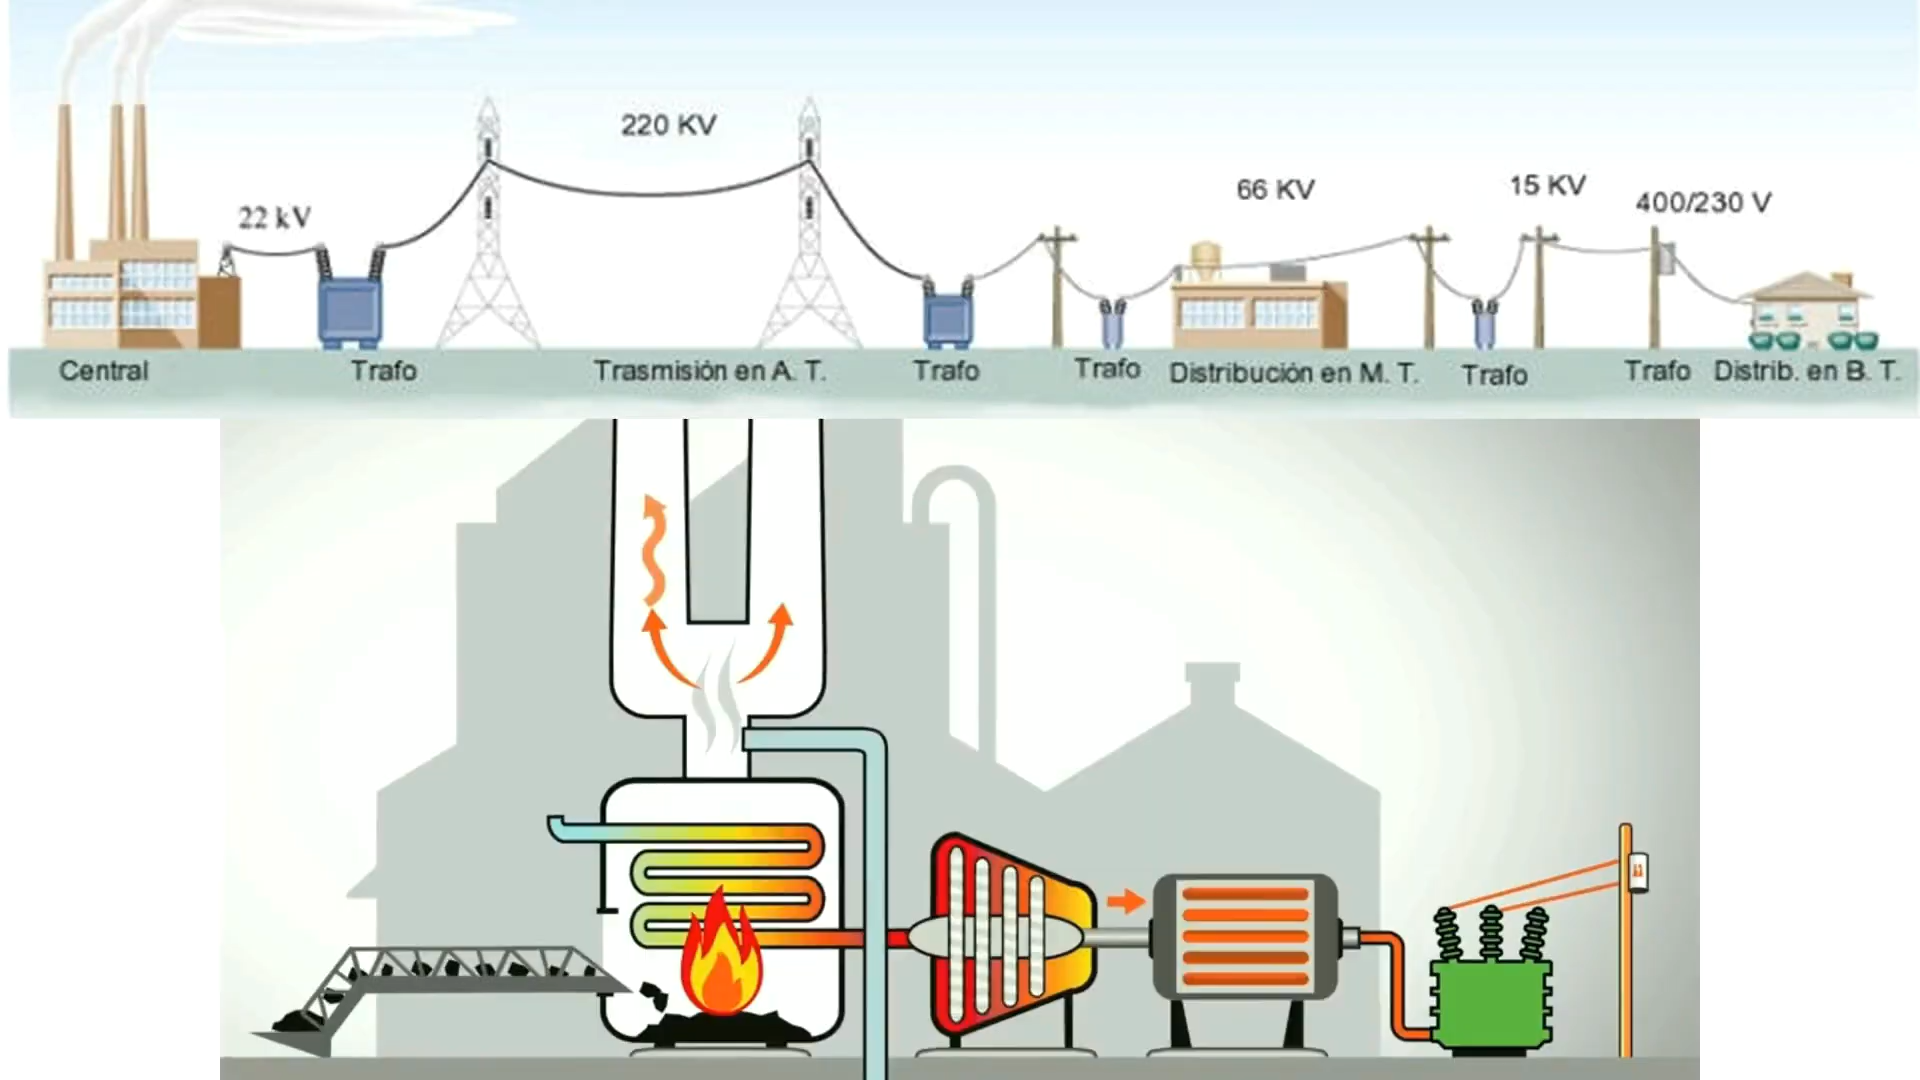 220 KV
66 KV
15 KV
400/230 V
22 kV
Central
Trafo
Trasmisión en A. T.
Trafo
Trafo
Distribución en M. T.
Trafo
Trafo
Distrib. en B. T.